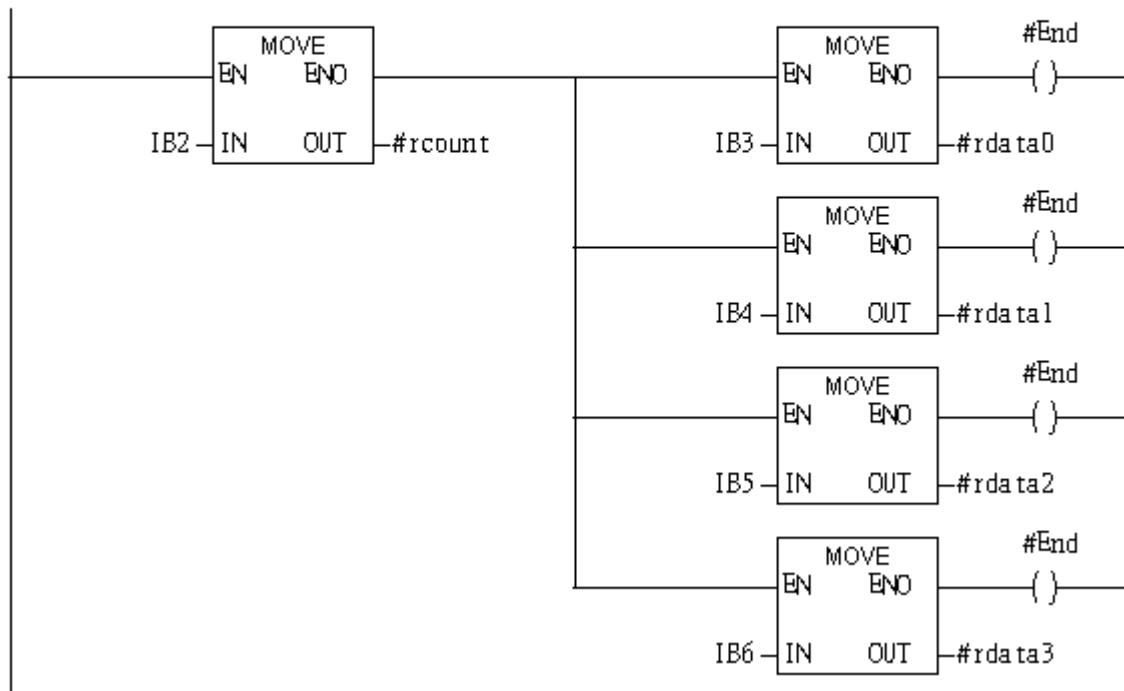 #End
MOVE MOVE
EN ENO EN ENO ( )
IB2 IN OUT #rcount IB3 IN OUT #rdata0
#End
MOVE
EN ENO ( )
IB4 IN OUT #rdata1
#End
MOVE
EN ENO ( )
IB5 IN OUT #rdata2
#End
MOVE
EN ENO ( )
IB6 IN OUT #rdata3